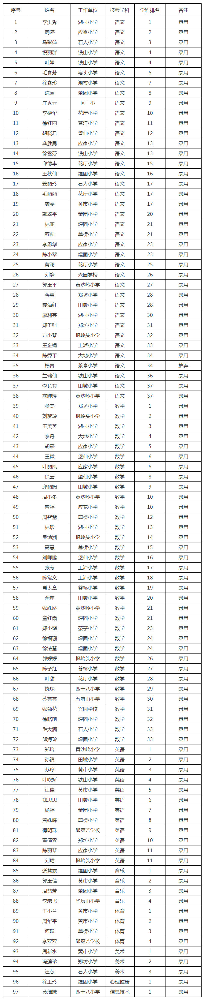 序号 姓名 工作单位 报考学科 学科排名 备注
1 李洪秀 湖村小学 语文 1 录用
2 周婷 应家小学 语文 2 录用
3 马彩萍 石人小学 语文 3 录用
4 祝丽群 铁山小学 语文 4 录用
5 叶媚 铁山小学 语文 4 录用
6 毛春芳 皂头小学 语文 6 录用
7 徐素珍 湖村小学 语文 7 录用
8 陈园 董团小学 语文 8 录用
9 庄秀云 区三小 语文 9 录用
10 李德华 花厅小学 语文 10 录用
11 徐红丽 茗洋小学 语文 11 录用
12 胡晓君 望仙小学 语文 12 录用
13 龚胜男 应家小学 语文 13 录用
14 徐雪芬 铁山小学 语文 13 录用
15 邱德丰 花厅小学 语文 15 录用
16 王秋仙 煌固小学 语文 16 录用
17 姜丽玲 石人小学 语文 17 录用
18 毛丽丽 花厅小学 语文 17 录用
19 龚雯 黄市小学 语文 17 录用
20 郭翠平 董团小学 语文 20 录用
21 林丽 煌固小学 语文 21 录用
22 苏莉 尊桥小学 语文 21 录用
23 李恩华 应家小学 语文 23 录用
24 陈小翠 煌固小学 语文 23 录用
25 黄澜 花厅小学 语文 25 录用
26 刘静 兴园学校 语文 26 录用
27 郭玉平 黄沙岭小学 语文 27 录用
28 蒋惠 郑坊小学 语文 28 录用
29 龚海红 田墩小学 语文 28 录用
30 廖利芸 湖村小学 语文 30 录用
31 郑圣财 郑坊小学 语文 31 录用
32 方小琴 枫岭头小学 语文 32 录用
33 王金娟 上泸小学 语文 33 录用
34 陈秀平 大地小学 语文 34 录用
35 杨青 茶亭小学 语文 34 放弃
36 兰璐仙 铁山小学 语文 36 录用
37 李长有 田墩小学 语文 37 录用
38 寇婵婷 黄沙岭小学 语文 37 录用
39 张杰 郑坊小学 数学 1 录用
40 刘梦玲 枫岭头小学 数学 2 录用
41 王美英 湖村小学 数学 3 录用
42 李丹 大地小学 数学 4 录用
43 胡燕 应家小学 数学 5 录用
44 王微 望仙小学 数学 6 录用
45 叶丽凤 应家小学 数学 6 录用
46 徐云 望仙小学 数学 8 录用
47 邱丽娟 田墩小学 数学 9 录用
48 周小冬 黄沙岭小学 数学 10 录用
49 曾婷 应家小学 数学 10 录用
50 周智慧 尊桥小学 数学 12 录用
51 林珍 湖村小学 数学 13 录用
52 吴煊洲 枫岭头小学 数学 14 录用
53 高慧 尊桥小学 数学 15 录用
54 刘师鹏 望仙小学 数学 16 录用
55 张芳 上泸小学 数学 17 录用
56 陈常文 上泸小学 数学 18 录用
57 肖太章 尊桥小学 数学 19 录用
58 余芹 田墩小学 数学 20 录用
59 张姝娇 黄沙岭小学 数学 21 录用
60 童红霞 煌固小学 数学 21 录用
61 郑小饶 茶亭小学 数学 23 录用
62 徐福珊 煌固小学 数学 24 录用
63 徐法慧 煌固小学 数学 24 录用
64 郭婷婷 枫岭头小学 数学 26 录用
65 陈子红 尊桥小学 数学 27 录用
66 叶甜 花厅小学 数学 28 录用
67 饶琛 四十八小学 数学 29 录用
68 苏芸芸 五府山小学 数学 30 录用
69 张菊花 兴园学校 数学 31 录用
70 徐略前 煌固小学 数学 32 录用
71 毛大满 石人小学 数学 33 录用
72 邱海玲 煌固小学 数学 33 录用
73 郑玲 黄沙岭小学 英语 1 录用
74 孙镇 田墩小学 英语 2 录用
75 苏珍 黄市小学 英语 3 录用
76 叶吹娇 铁山小学 英语 4 录用
77 汪佳 黄市小学 英语 5 录用
78 郑思思 田墩小学 英语 6 录用
79 杨婷 董团小学 英语 7 录用
80 黄姝峰 尊桥小学 英语 8 录用
81 梅明珠 邱蕴芳学校 英语 9 录用
82 董倩雯 郑坊小学 英语 10 录用
83 陈丽琴 应家小学 英语 11 录用
84 刘珺 枫岭头小学 英语 11 录用
85 张慧露 煌固小学 音乐 1 录用
86 郭玉佳 黄市小学 音乐 2 录用
87 周慧芳 董团小学 音乐 3 录用
88 李荣飞 华坛山小学 音乐 4 录用
89 王小兰 黄市小学 体育 1 录用
90 周华平 黄市小学 体育 2 录用
91 何聪 尊桥小学 体育 3 录用
92 李双双 邱蕴芳学校 体育 4 录用
93 周新水 黄市小学 美术 1 录用
94 冯莲珍 郑坊小学 美术 2 录用
95 汪芯 石人小学 美术 3 录用
96 徐王玲 煌固小学 心理健康 1 录用
97 黄细妹 四十八小学 信息技术 1 录用